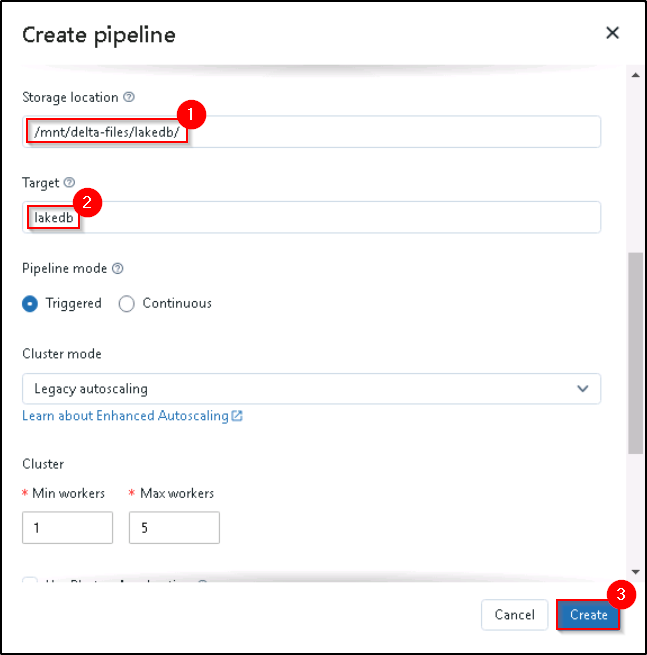 Create pipeline
Storage location
1
/mnt/delta-files/lakedb/
Target
2
lakedb
Pipeline mode
Triggered Continuous
Cluster mode
Legacy autoscaling
Learn about Enhanced Autoscaling
Cluster
* Min workers * Max workers
1 5
3
Cancel Create